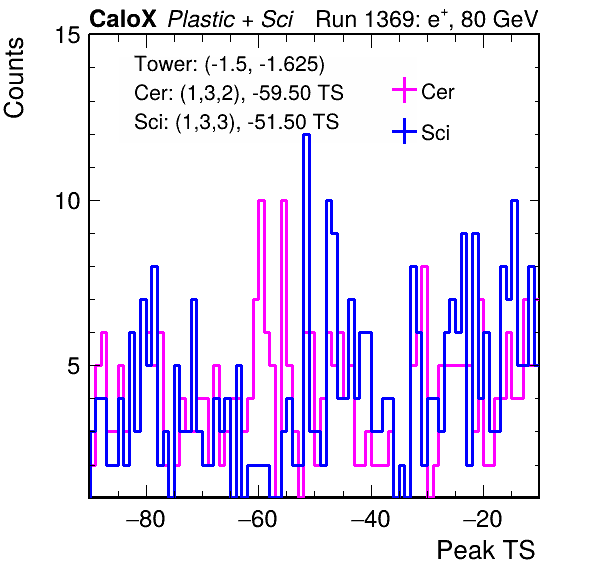 CaloX Plastic + Sci Run 1369: e+, 80 GeV
Counts
15
10
5
Tower: (-1.5, -1.625)
Cer: (1,3,2), -59.50 TS
Sci: (1,3,3), -51.50 TS
Cer
Sci
−80 −60 −40 −20
Peak TS